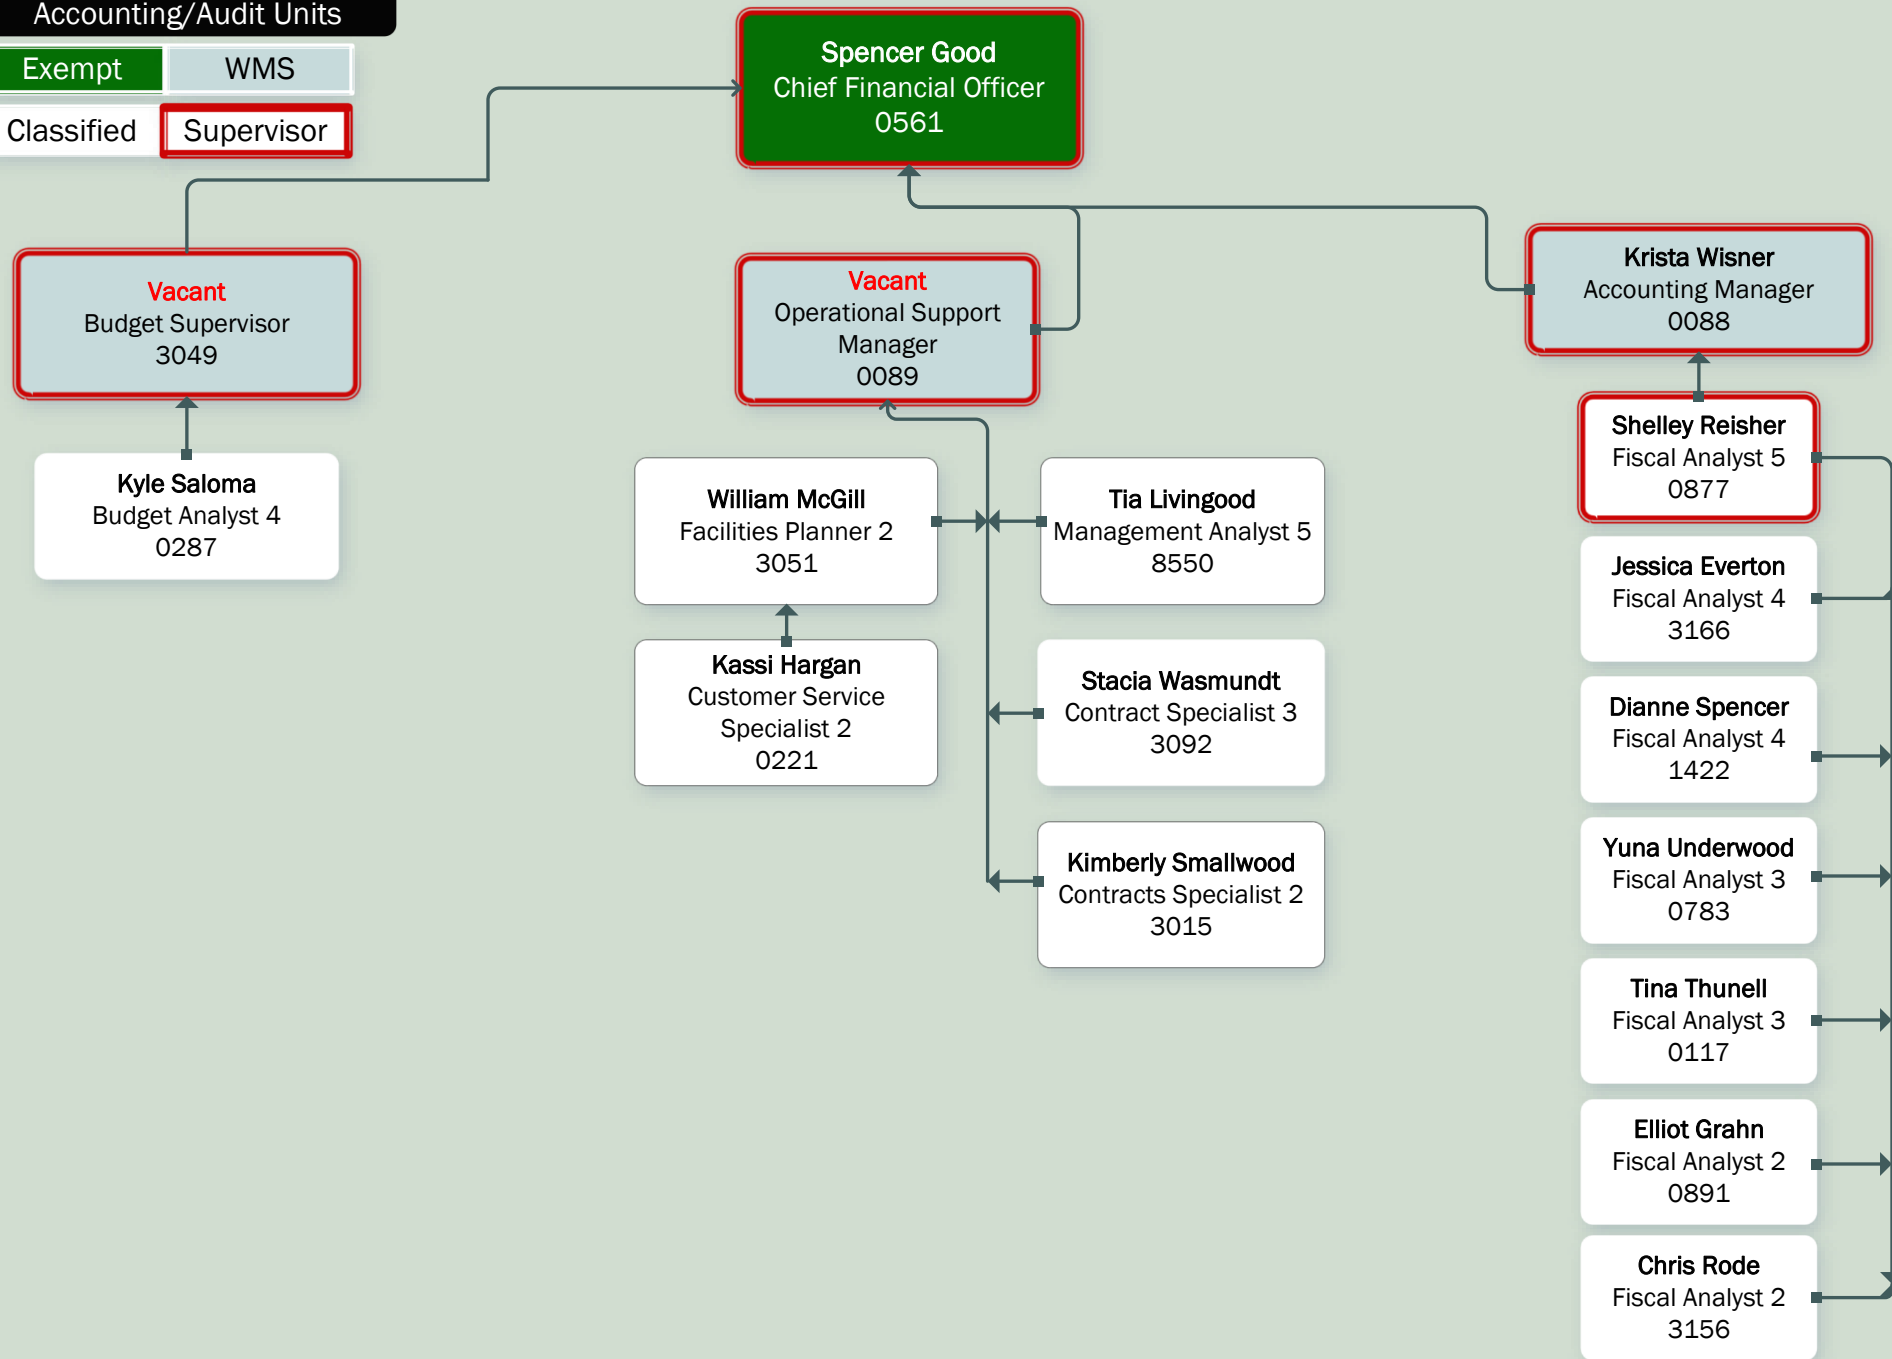 Accounting/Audit Units
Exempt
WMS
Classified
Supervisor
Spencer Good
Chief Financial Officer
0561
Vacant
Budget Supervisor
3049
Kyle Saloma
Budget Analyst 4
0287
Vacant
Operational Support
Manager
0089
William McGill
Facilities Planner 2
3051
Kassi Hargan
Customer Service
Specialist 2
0221
Tia Livingood
Management Analyst 5
8550
Stacia Wasmundt
Contract Specialist 3
3092
Kimberly Smallwood
Contracts Specialist 2
3015
Krista Wisner
Accounting Manager
0088
Shelley Reisher
Fiscal Analyst 5
0877
Jessica Everton
Fiscal Analyst 4
3166
Dianne Spencer
Fiscal Analyst 4
1422
Yuna Underwood
Fiscal Analyst 3
0783
Tina Thunell
Fiscal Analyst 3
0117
Elliot Grahn
Fiscal Analyst 2
0891
Chris Rode
Fiscal Analyst 2
3156